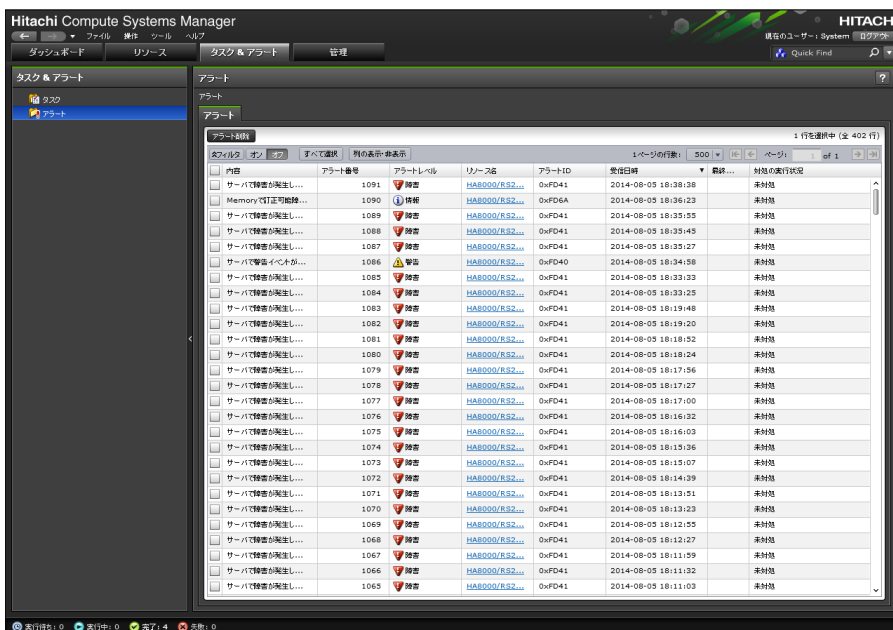 Hitachi Compute Systems Manager
HITACHI
ファイル 操作 ツール ヘルプ
現在のユーザー: System ログアウト
ダッシュボード リソース タスク & アラート 管理
Quick Find
タスク & アラート
アラート ?
タスク
アラート
アラート
アラート
アラート削除
1 行を選択中 (全 402 行)
オン オフ すべて選択 列の表示・非表示
1ページの行数: 500 ページ: 1 of 1
内容 アラート番号 アラートレベル リソース名 アラートID 受信日時 ▼ 最終... 対処の実行状況
サーバで障害が発生し... 1091 障害 HA8000/RS2... 0xFD41 2014-08-05 18:38:38 未対処
Memoryで訂正可能障... 1090 情報 HA8000/RS2... 0xFD6A 2014-08-05 18:36:23 未対処
サーバで障害が発生し... 1089 障害 HA8000/RS2... 0xFD41 2014-08-05 18:35:55 未対処
サーバで障害が発生し... 1088 障害 HA8000/RS2... 0xFD41 2014-08-05 18:35:45 未対処
サーバで障害が発生し... 1087 障害 HA8000/RS2... 0xFD41 2014-08-05 18:35:27 未対処
サーバで警告イベントが... 1086 警告 HA8000/RS2... 0xFD40 2014-08-05 18:34:58 未対処
サーバで障害が発生し... 1085 障害 HA8000/RS2... 0xFD41 2014-08-05 18:33:33 未対処
サーバで障害が発生し... 1084 障害 HA8000/RS2... 0xFD41 2014-08-05 18:33:25 未対処
サーバで障害が発生し... 1083 障害 HA8000/RS2... 0xFD41 2014-08-05 18:19:48 未対処
サーバで障害が発生し... 1082 障害 HA8000/RS2... 0xFD41 2014-08-05 18:19:20 未対処
サーバで障害が発生し... 1081 障害 HA8000/RS2... 0xFD41 2014-08-05 18:18:52 未対処
サーバで障害が発生し... 1080 障害 HA8000/RS2... 0xFD41 2014-08-05 18:18:24 未対処
サーバで障害が発生し... 1079 障害 HA8000/RS2... 0xFD41 2014-08-05 18:17:56 未対処
サーバで障害が発生し... 1078 障害 HA8000/RS2... 0xFD41 2014-08-05 18:17:27 未対処
サーバで障害が発生し... 1077 障害 HA8000/RS2... 0xFD41 2014-08-05 18:17:00 未対処
サーバで障害が発生し... 1076 障害 HA8000/RS2... 0xFD41 2014-08-05 18:16:32 未対処
サーバで障害が発生し... 1075 障害 HA8000/RS2... 0xFD41 2014-08-05 18:16:03 未対処
サーバで障害が発生し... 1074 障害 HA8000/RS2... 0xFD41 2014-08-05 18:15:36 未対処
サーバで障害が発生し... 1073 障害 HA8000/RS2... 0xFD41 2014-08-05 18:15:07 未対処
サーバで障害が発生し... 1072 障害 HA8000/RS2... 0xFD41 2014-08-05 18:14:39 未対処
サーバで障害が発生し... 1071 障害 HA8000/RS2... 0xFD41 2014-08-05 18:13:51 未対処
サーバで障害が発生し... 1070 障害 HA8000/RS2... 0xFD41 2014-08-05 18:13:23 未対処
サーバで障害が発生し... 1069 障害 HA8000/RS2... 0xFD41 2014-08-05 18:12:55 未対処
サーバで障害が発生し... 1068 障害 HA8000/RS2... 0xFD41 2014-08-05 18:12:27 未対処
サーバで障害が発生し... 1067 障害 HA8000/RS2... 0xFD41 2014-08-05 18:11:59 未対処
サーバで障害が発生し... 1066 障害 HA8000/RS2... 0xFD41 2014-08-05 18:11:32 未対処
サーバで障害が発生し... 1065 障害 HA8000/RS2... 0xFD41 2014-08-05 18:11:03 未対処
実行待ち: 0 実行中: 0 完了: 4 失敗: 0